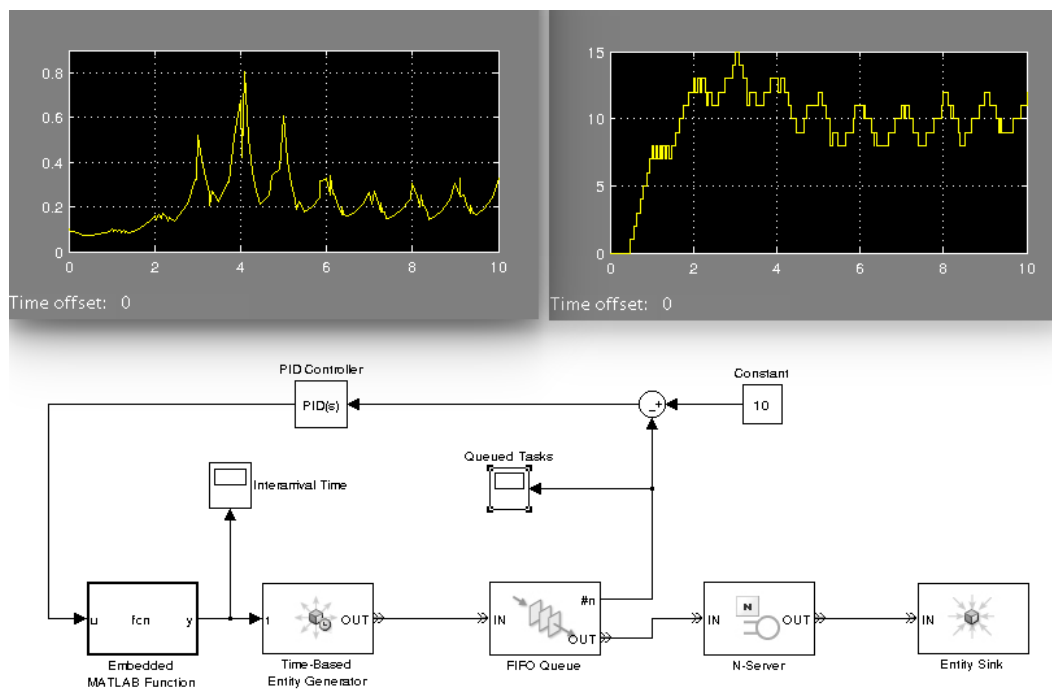 0.8
0.6
0.4
0.2
0
0 2 4 6 8 10
Time offset: 0
15
10
5
0
0 2 4 6 8 10
Time offset: 0
PID Controller
PID(s)
Constant
10
-+
Queued Tasks
Interarrival Time
u fcn y
Embedded
MATLAB Function
t OUT
Time-Based
Entity Generator
IN #n OUT
FIFO Queue
IN N OUT
N-Server
IN
Entity Sink